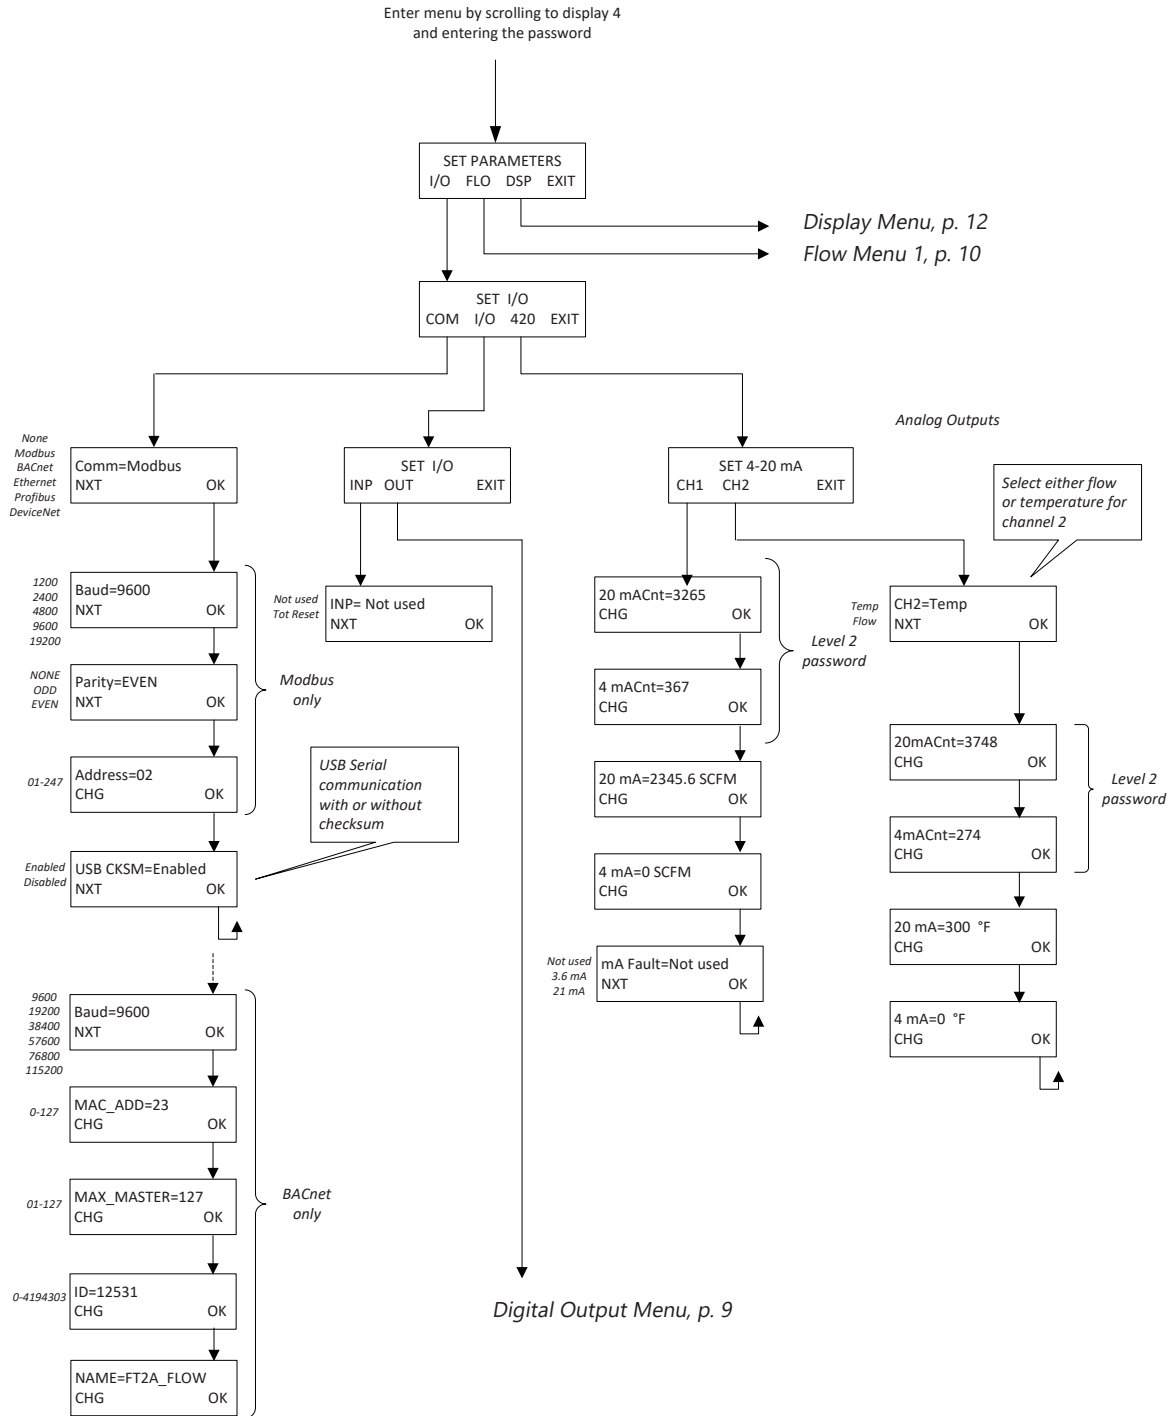 Enter menu by scrolling to display 4
and entering the password
SET PARAMETERS
I/O FLO DSP EXIT
Display Menu, p. 12
Flow Menu 1, p. 10
SET I/O
COM I/O 420 EXIT
None
Modbus
BACnet
Ethernet
Profibus
DeviceNet
Comm=Modbus
NXT OK
1200
2400
4800
9600
19200
Baud=9600
NXT OK
NONE
ODD
EVEN
Parity=EVEN
NXT OK
Modbus
only
01-247
Address=02
CHG OK
USB Serial
communication
with or without
checksum
Enabled
Disabled
USB CKSM=Enabled
NXT OK
9600
19200
38400
57600
76800
115200
Baud=9600
NXT OK
0-127
MAC_ADD=23
CHG OK
01-127
MAX_MASTER=127
CHG OK
BACnet
only
0-4194303
ID=12531
CHG OK
NAME=FT2A_FLOW
CHG OK
SET I/O
INP OUT EXIT
Not used
Tot Reset
INP= Not used
NXT OK
Digital Output Menu, p. 9
Analog Outputs
SET 4-20 mA
CH1 CH2 EXIT
Select either flow
or temperature for
channel 2
20 mACnt=3265
CHG OK
4 mACnt=367
CHG OK
Level 2
password
20 mA=2345.6 SCFM
CHG OK
4 mA=0 SCFM
CHG OK
Not used
3.6 mA
21 mA
mA Fault=Not used
NXT OK
Temp
Flow
CH2=Temp
NXT OK
20mACnt=3748
CHG OK
4mACnt=274
CHG OK
Level 2
password
20 mA=300 °F
CHG OK
4 mA=0 °F
CHG OK